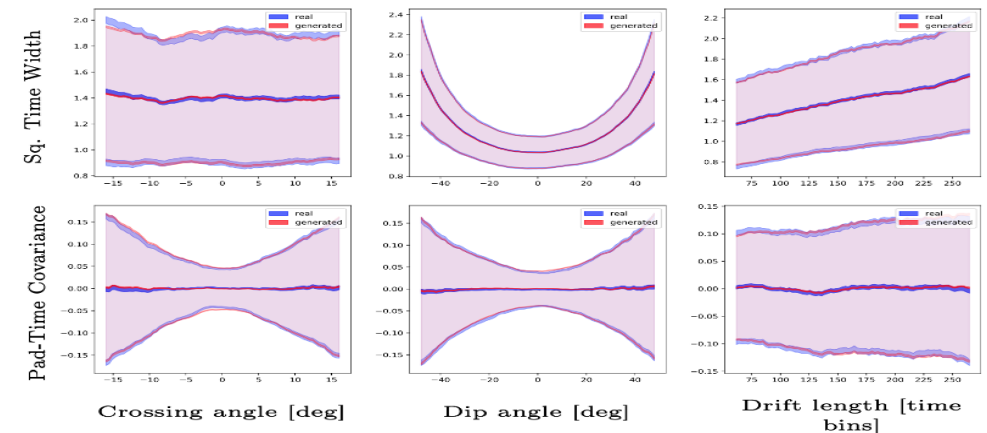 Sq. Time Width
2.0
1.8
1.6
1.4
1.2
1.0
0.8
real
generated
−15 −10 −5 0 5 10 15
2.4
2.2
2.0
1.8
1.6
1.4
1.2
1.0
0.8
real
generated
−40 −20 0 20 40
2.2
2.0
1.8
1.6
1.4
1.2
1.0
0.8
real
generated
75 100 125 150 175 200 225 250
Pad-Time Covariance
0.15
0.10
0.05
0.00
−0.05
−0.10
−0.15
real
generated
−15 −10 −5 0 5 10 15
Crossing angle [deg]
0.15
0.10
0.05
0.00
−0.05
−0.10
−0.15
real
generated
−40 −20 0 20 40
Dip angle [deg]
0.15
0.10
0.05
0.00
−0.05
−0.10
−0.15
real
generated
75 100 125 150 175 200 225 250
Drift length [time
bins]